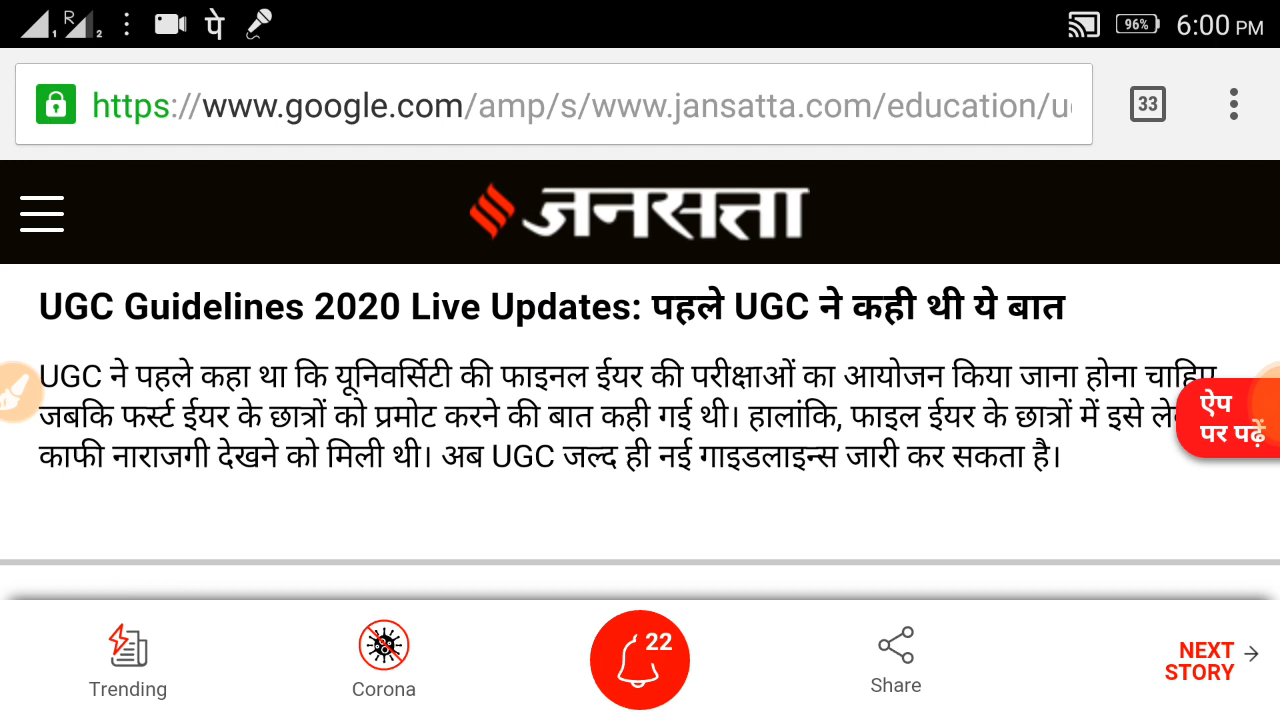 R 1 2 पे 96% 6:00 PM
https://www.google.com/amp/s/www.jansatta.com/education/u
33
जनसत्ता
UGC Guidelines 2020 Live Updates: पहले UGC ने कही थी ये बात
UGC ने पहले कहा था कि यूनिवर्सिटी की फाइनल ईयर की परीक्षाओं का आयोजन किया जाना होना चाहिए
जबकि फर्स्ट ईयर के छात्रों को प्रमोट करने की बात कही गई थी। हालांकि, फाइल ईयर के छात्रों में इसे
काफी नाराजगी देखने को मिली थी। अब UGC जल्द ही नई गाइडलाइन्स जारी कर सकता है।
ऐप
पर पढ़ें
22
Trending
Corona
Share
NEXT
STORY